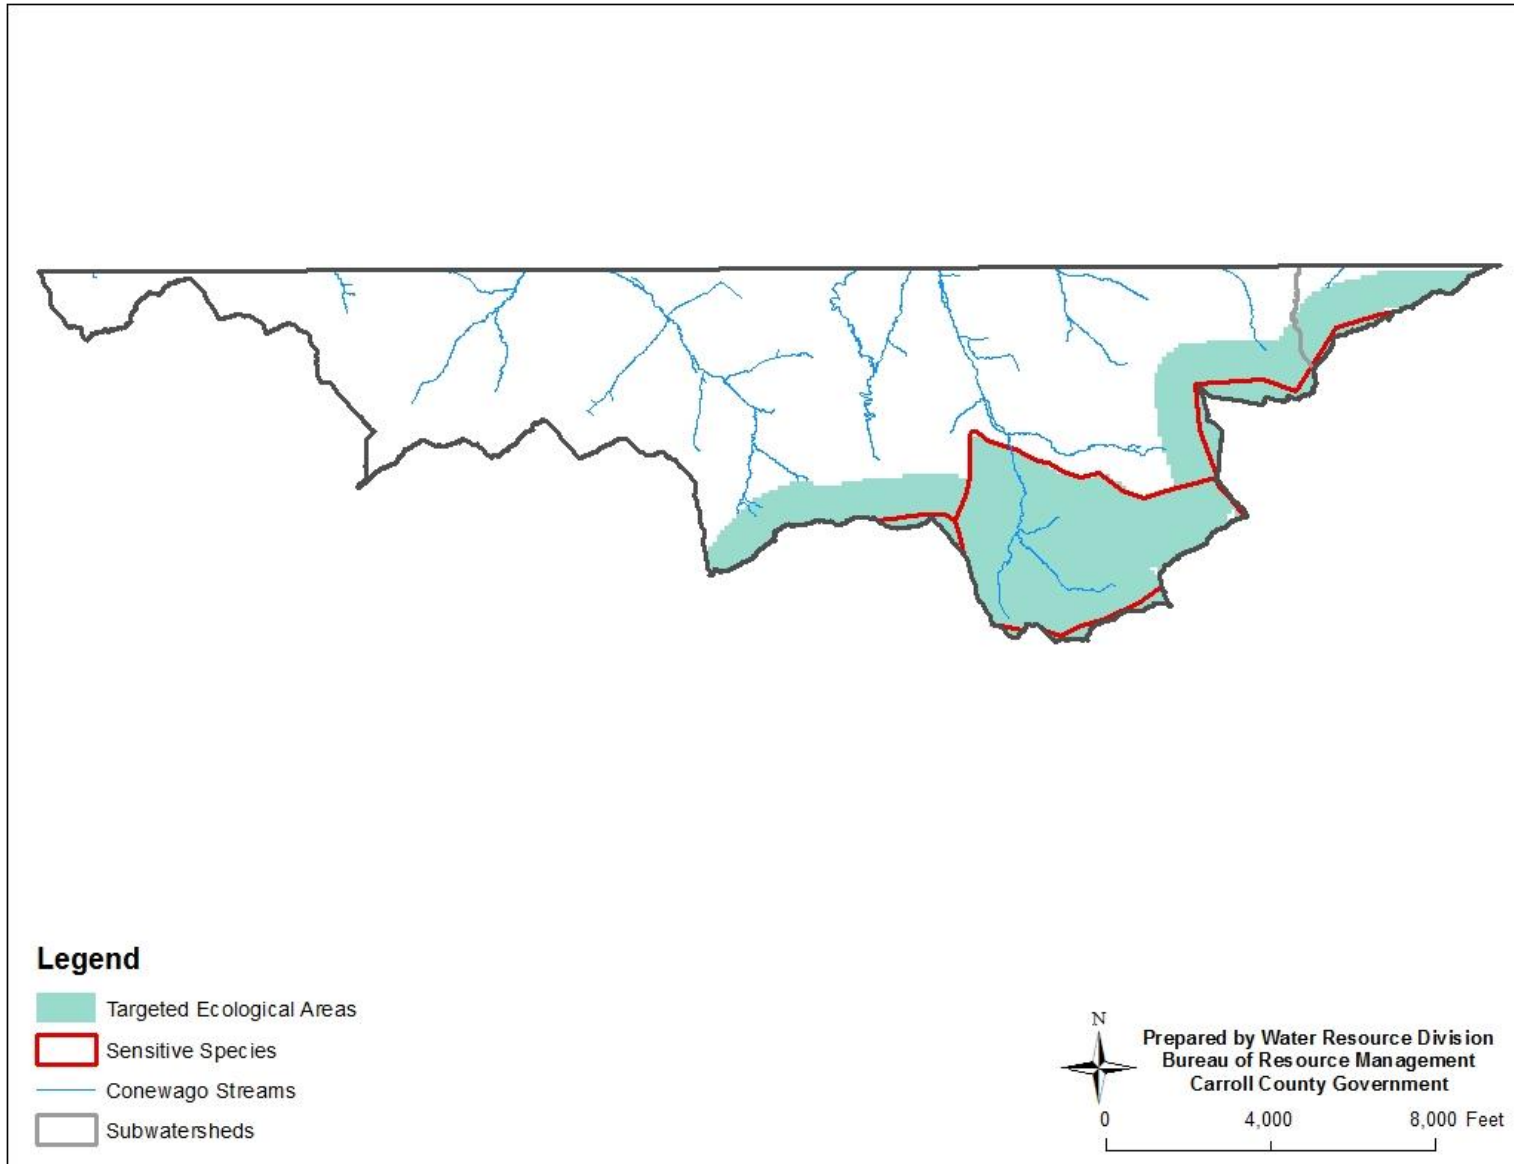 Legend
Targeted Ecological Areas
Sensitive Species
Conewago Streams
Subwatersheds
N
Prepared by Water Resource Division
Bureau of Resource Management
Carroll County Government
0 4,000 8,000 Feet